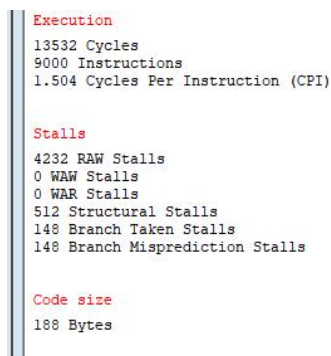 Execution
13532 Cycles
9000 Instructions
1.504 Cycles Per Instruction (CPI)
Stalls
4232 RAW Stalls
0 WAW Stalls
0 WAR Stalls
512 Structural Stalls
148 Branch Taken Stalls
148 Branch Misprediction Stalls
Code size
188 Bytes